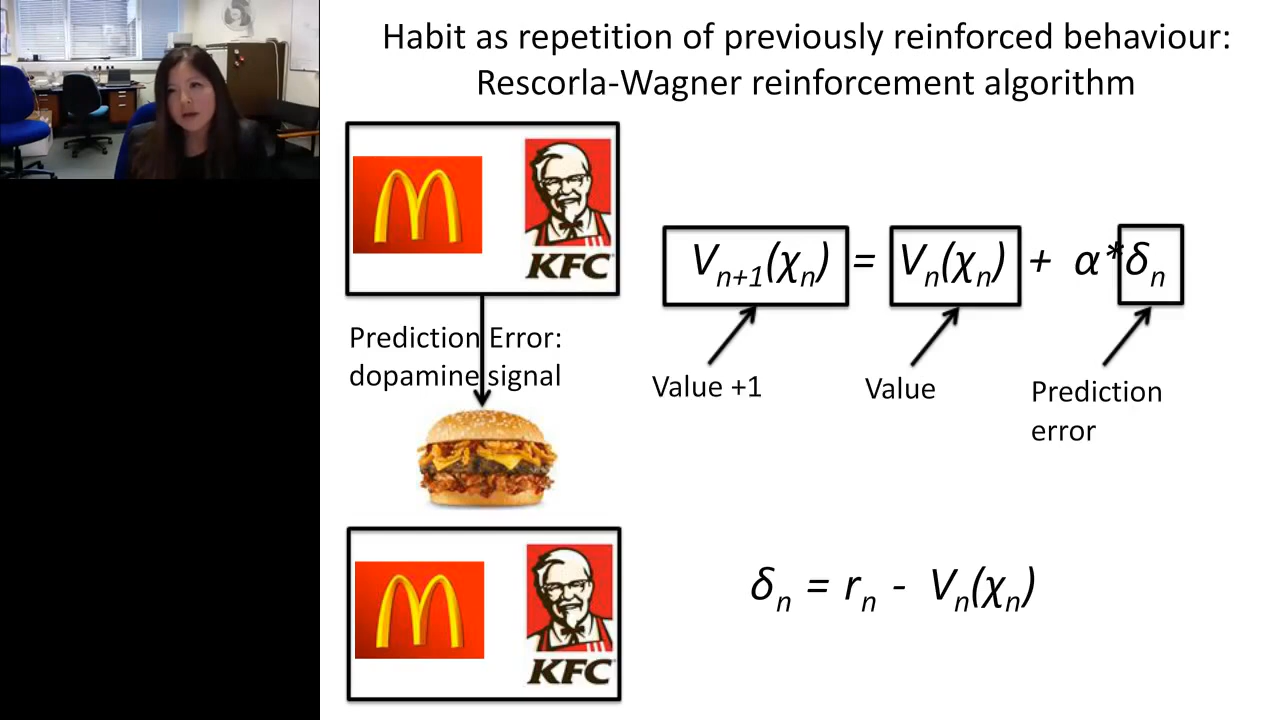 Habit as repetition of previously reinforced behaviour:
Rescorla-Wagner reinforcement algorithm
KFC
Prediction Error:
dopamine signal
Vₙ₊₁(χₙ) = Vₙ(χₙ) + α*δₙ
Value +1
Value
Prediction
error
KFC
δₙ = rₙ - Vₙ(χₙ)